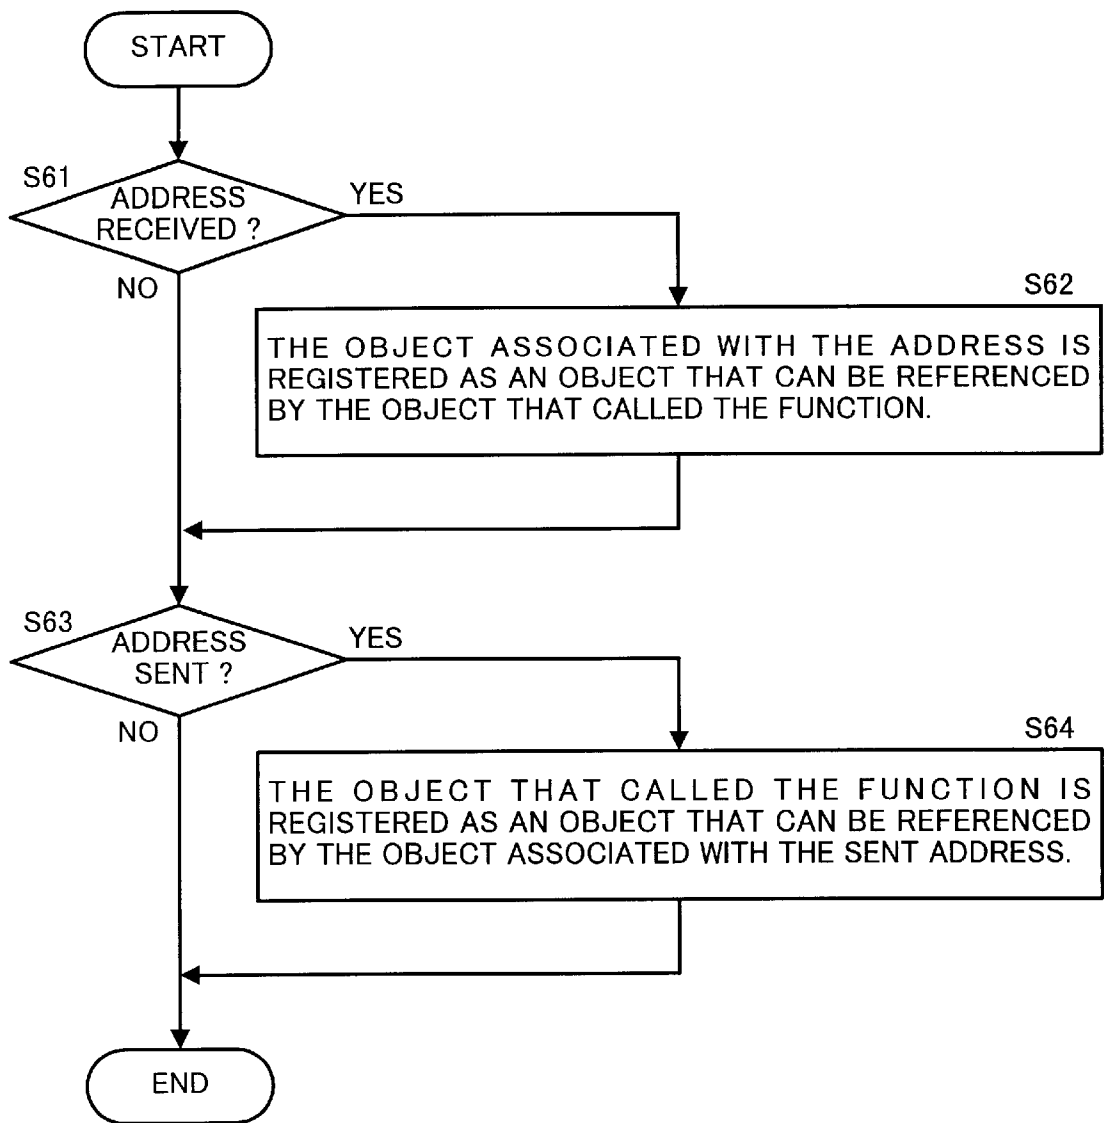 START
S61
ADDRESS
RECEIVED ?
YES
NO
S62
THE OBJECT ASSOCIATED WITH THE ADDRESS IS
REGISTERED AS AN OBJECT THAT CAN BE REFERENCED
BY THE OBJECT THAT CALLED THE FUNCTION.
S63
ADDRESS
SENT ?
YES
NO
S64
THE OBJECT THAT CALLED THE FUNCTION IS
REGISTERED AS AN OBJECT THAT CAN BE REFERENCED
BY THE OBJECT ASSOCIATED WITH THE SENT ADDRESS.
END